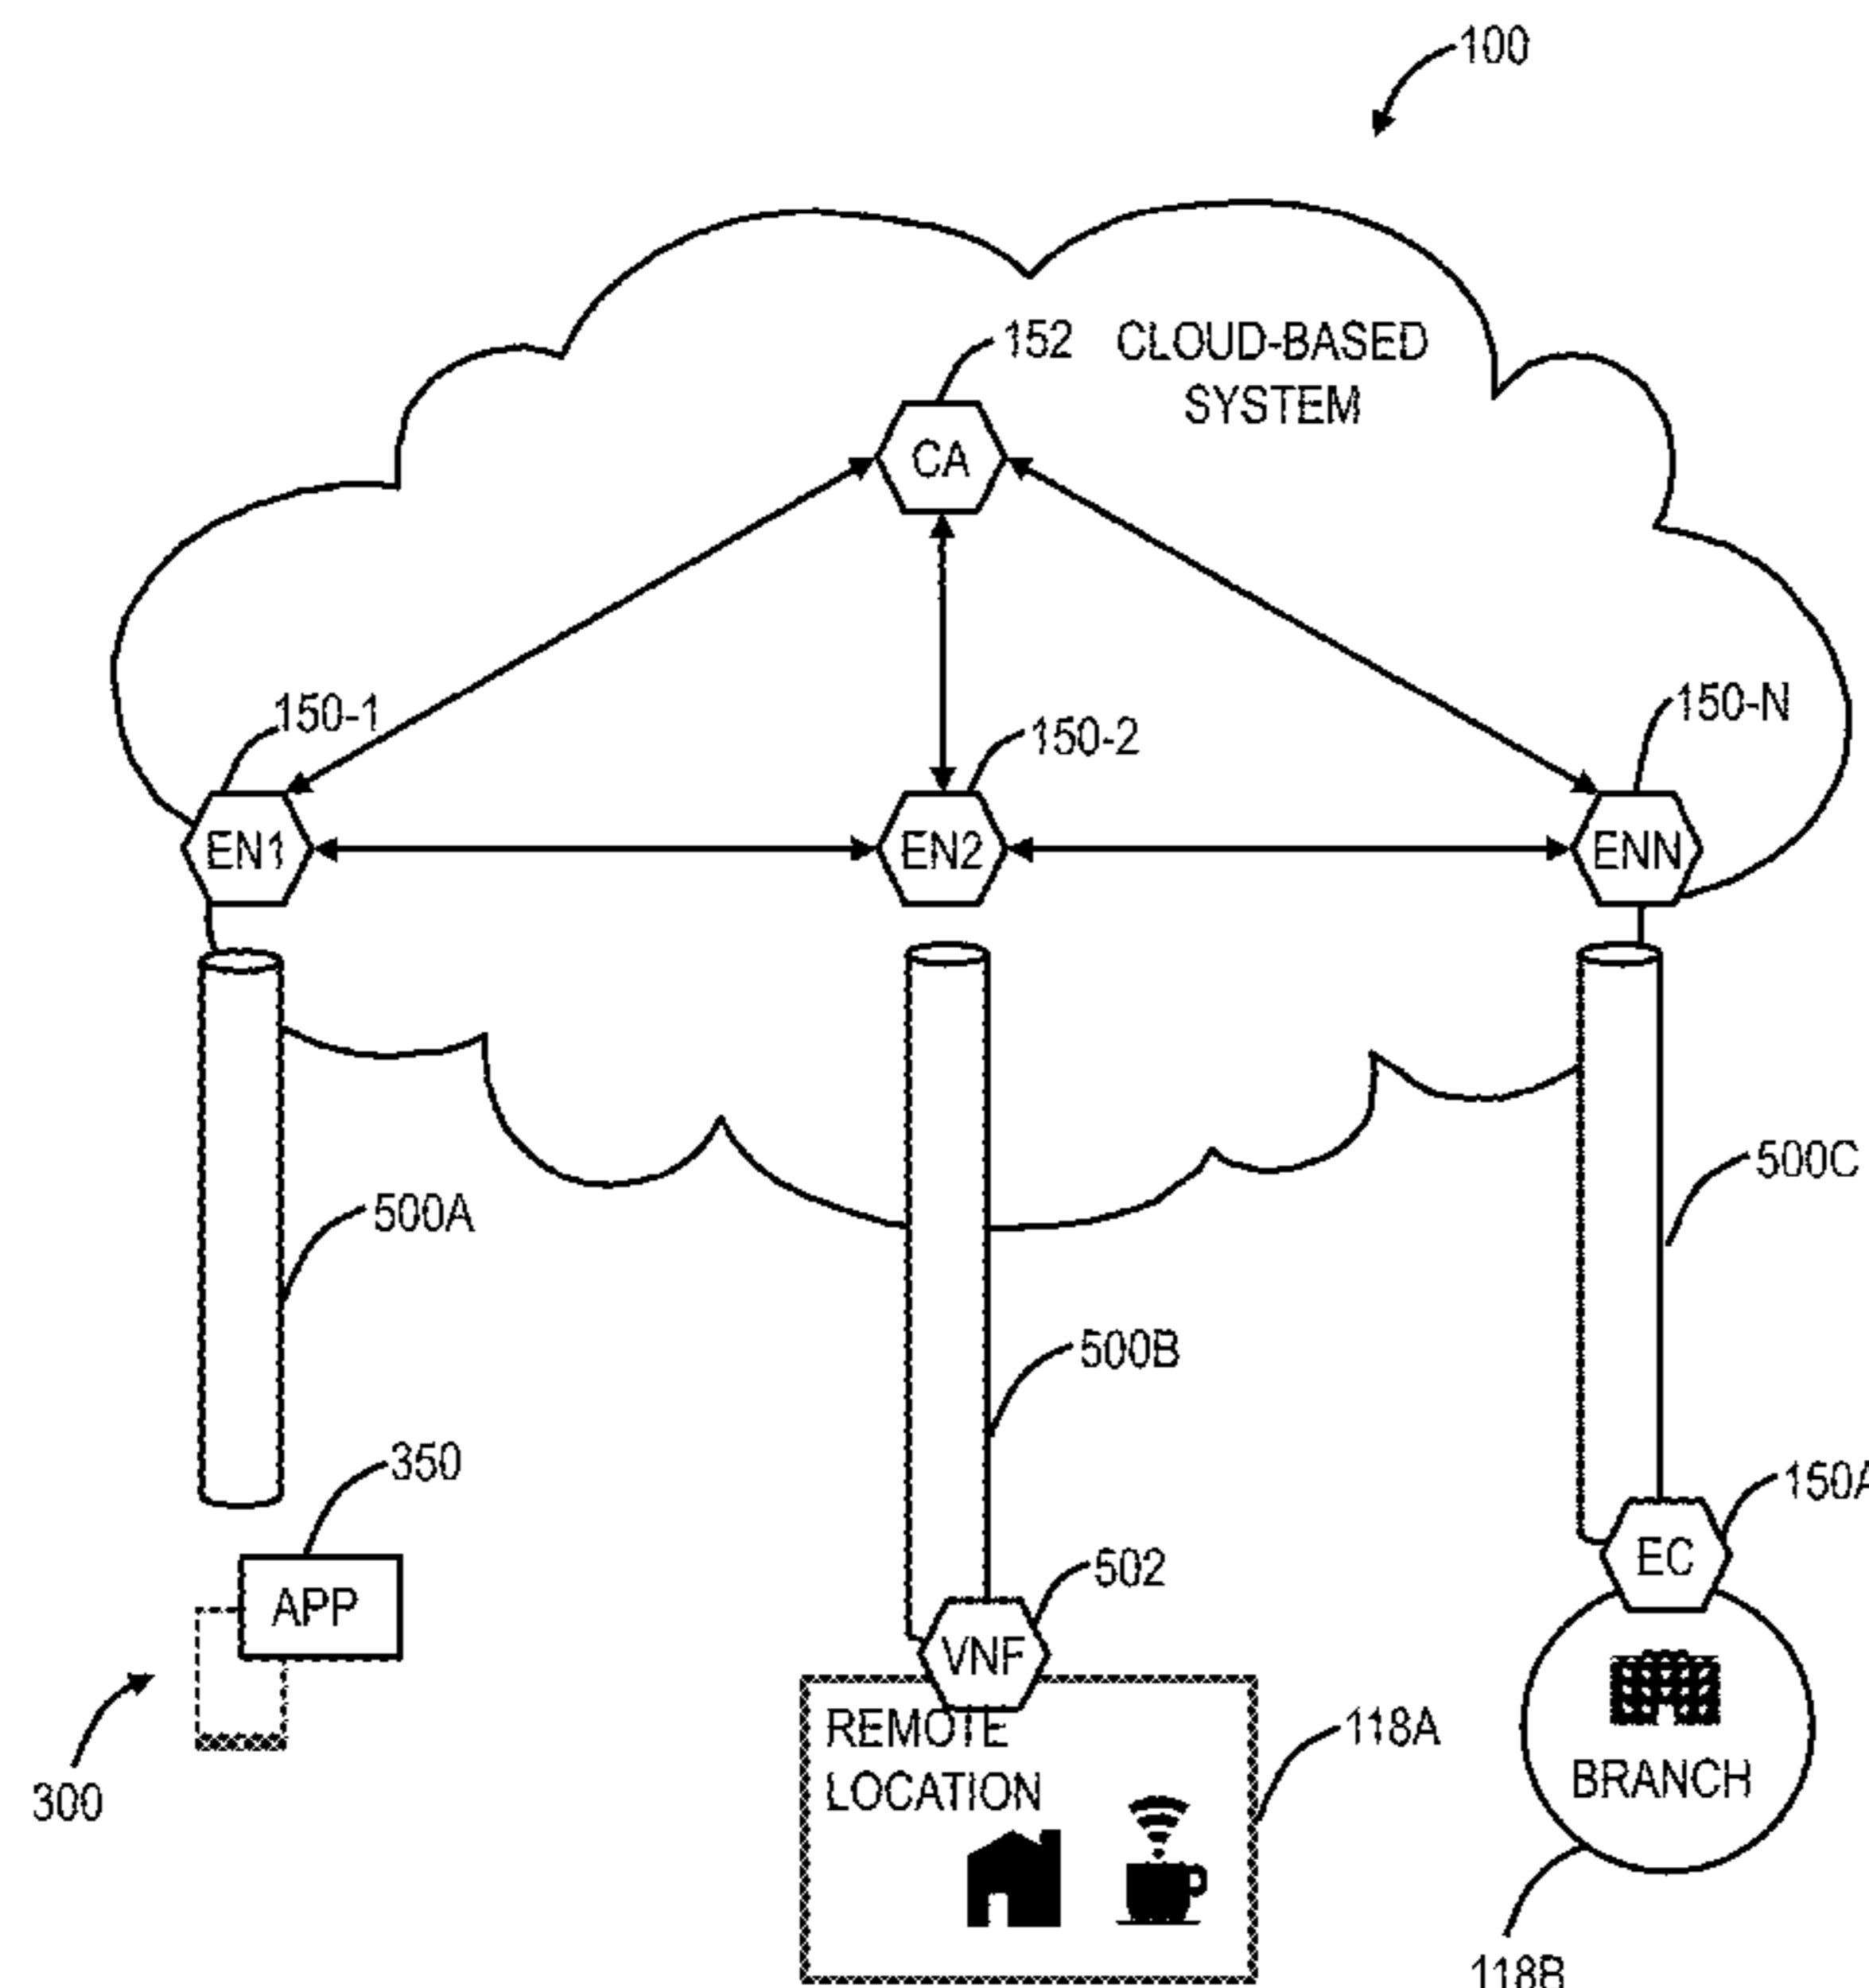 100
152
CLOUD-BASED
SYSTEM
CA
150-1
150-2
150-N
EN1
EN2
ENN
500A
500B
500C
350
APP
300
502
VNF
REMOTE
LOCATION
118A
150A
EC
BRANCH
118B